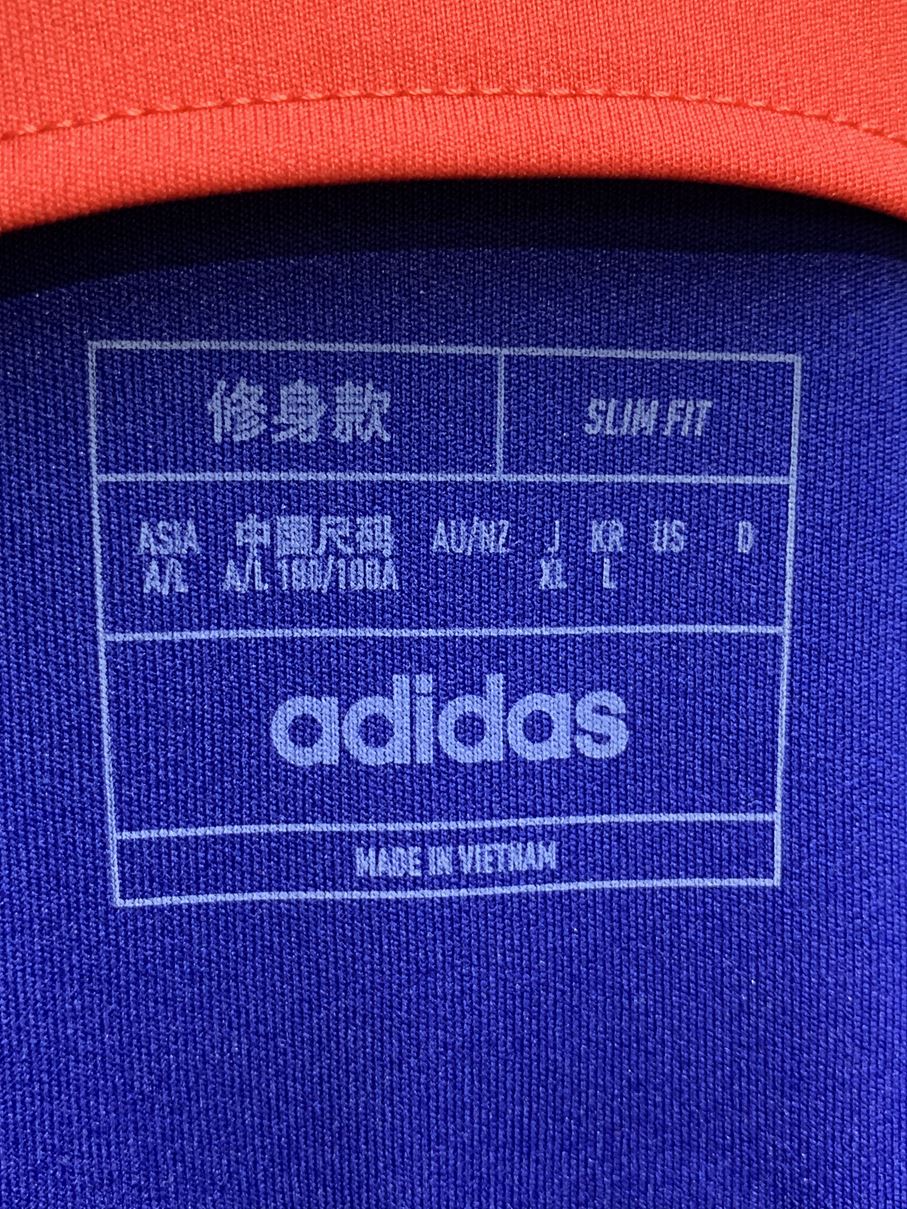 修身款 SLIM FIT
ASIA 中國尺码 AU/NZ J KR US D
A/L A/L 180/100A XL L
adidas
MADE IN VIETNAM